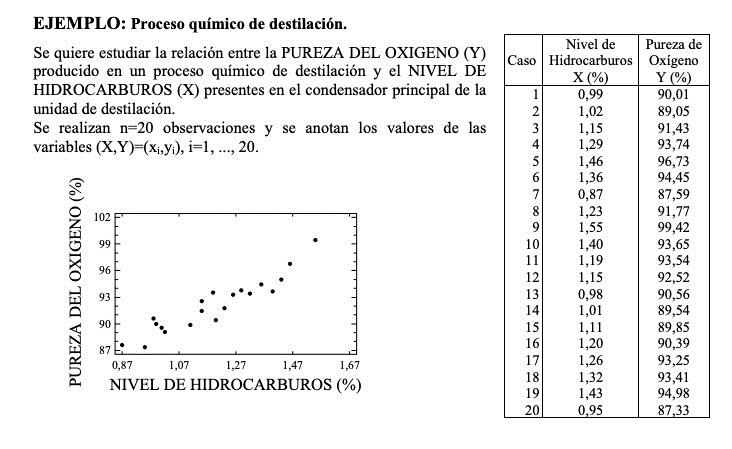 EJEMPLO: Proceso químico de destilación.
Se quiere estudiar la relación entre la PUREZA DEL OXIGENO (Y)
producido en un proceso químico de destilación y el NIVEL DE
HIDROCARBUROS (X) presentes en el condensador principal de la
unidad de destilación.
Se realizan n=20 observaciones y se anotan los valores de las
variables (X,Y)=(xᵢ,yᵢ), i=1, ..., 20.
PUREZA DEL OXIGENO (%)
102
99
96
93
90
87
0,87 1,07 1,27 1,47 1,67
NIVEL DE HIDROCARBUROS (%)
Caso Nivel de Hidrocarburos X (%) Pureza de Oxígeno Y (%)
1 0,99 90,01
2 1,02 89,05
3 1,15 91,43
4 1,29 93,74
5 1,46 96,73
6 1,36 94,45
7 0,87 87,59
8 1,23 91,77
9 1,55 99,42
10 1,40 93,65
11 1,19 93,54
12 1,15 92,52
13 0,98 90,56
14 1,01 89,54
15 1,11 89,85
16 1,20 90,39
17 1,26 93,25
18 1,32 93,41
19 1,43 94,98
20 0,95 87,33